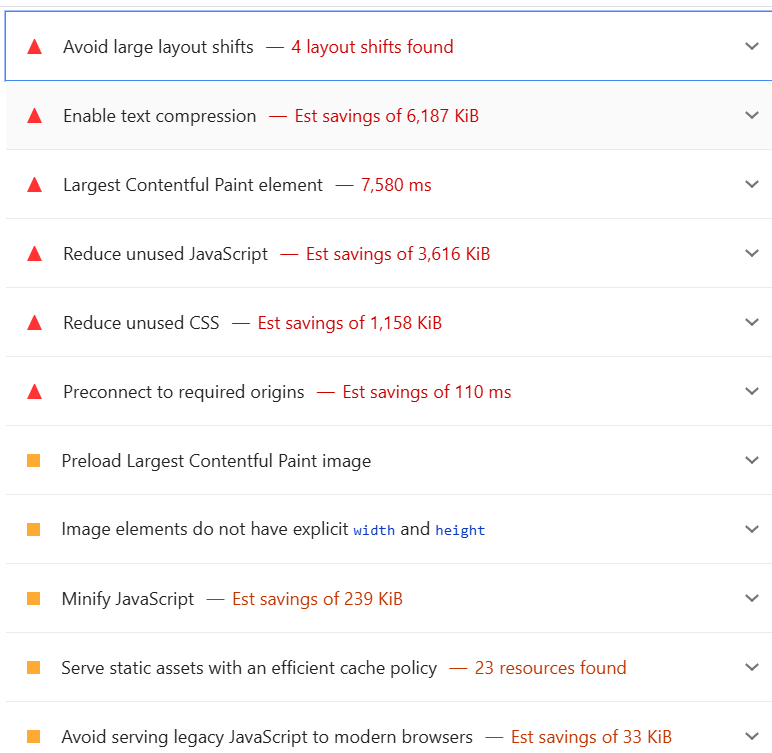 Avoid large layout shifts — 4 layout shifts found
Enable text compression — Est savings of 6,187 KiB
Largest Contentful Paint element — 7,580 ms
Reduce unused JavaScript — Est savings of 3,616 KiB
Reduce unused CSS — Est savings of 1,158 KiB
Preconnect to required origins — Est savings of 110 ms
Preload Largest Contentful Paint image
Image elements do not have explicit width and height
Minify JavaScript — Est savings of 239 KiB
Serve static assets with an efficient cache policy — 23 resources found
Avoid serving legacy JavaScript to modern browsers — Est savings of 33 KiB